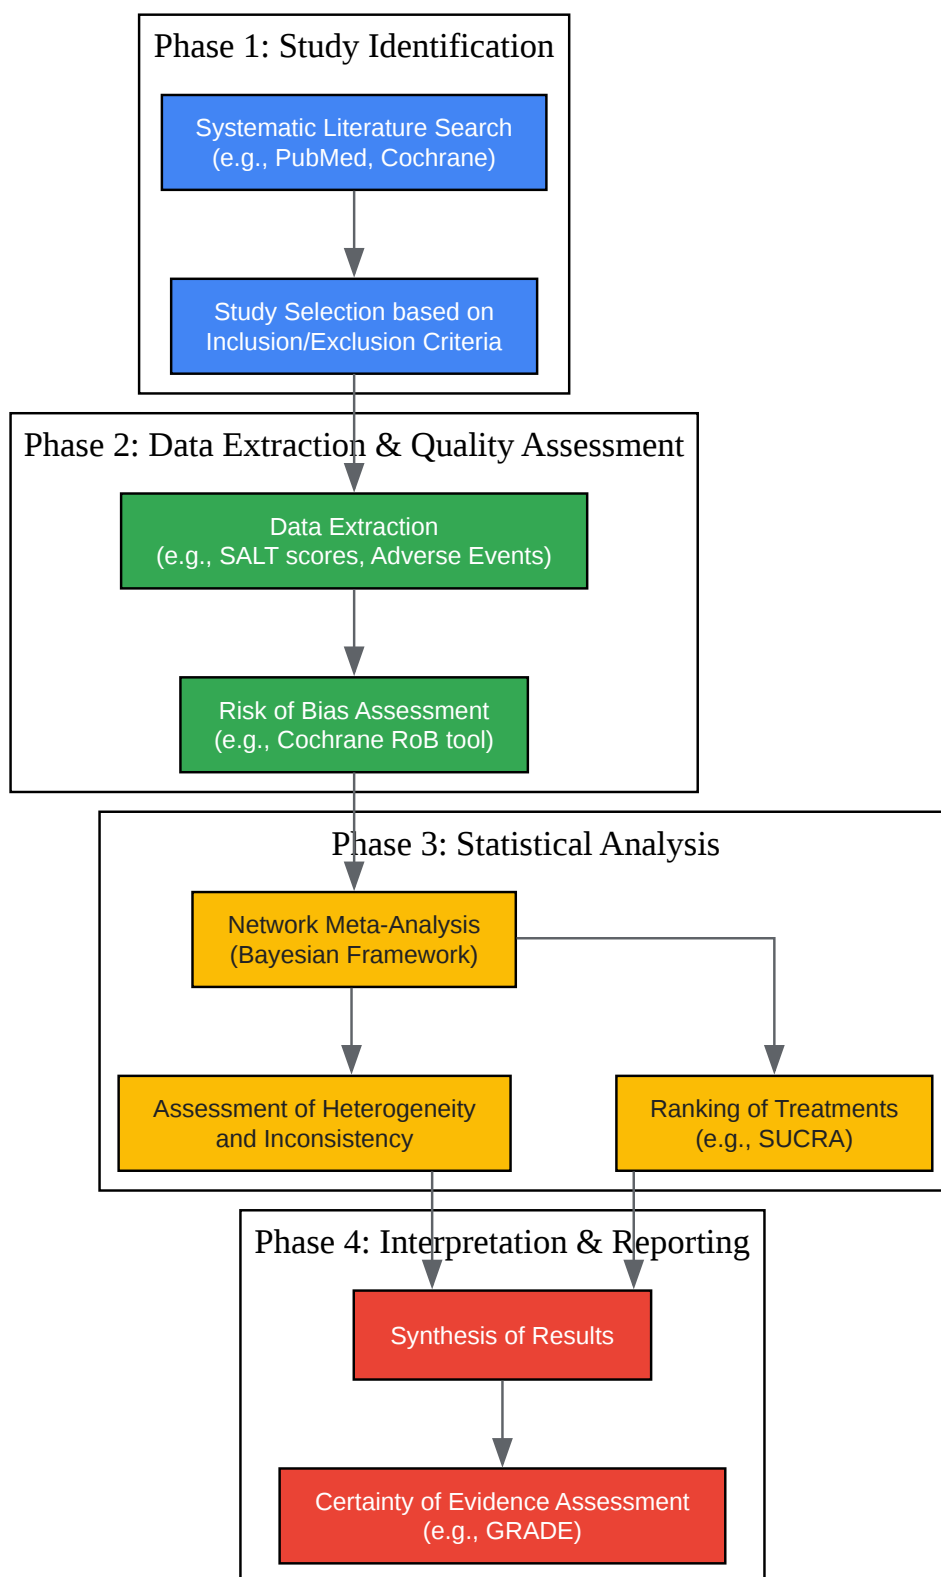 Phase 1: Study Identification
Systematic Literature Search
(e.g., PubMed, Cochrane)
Study Selection based on
Inclusion/Exclusion Criteria
Phase 2: Data Extraction & Quality Assessment
Data Extraction
(e.g., SALT scores, Adverse Events)
Risk of Bias Assessment
(e.g., Cochrane RoB tool)
Phase 3: Statistical Analysis
Network Meta-Analysis
(Bayesian Framework)
Assessment of Heterogeneity
and Inconsistency
Ranking of Treatments
(e.g., SUCRA)
Phase 4: Interpretation & Reporting
Synthesis of Results
Certainty of Evidence Assessment
(e.g., GRADE)